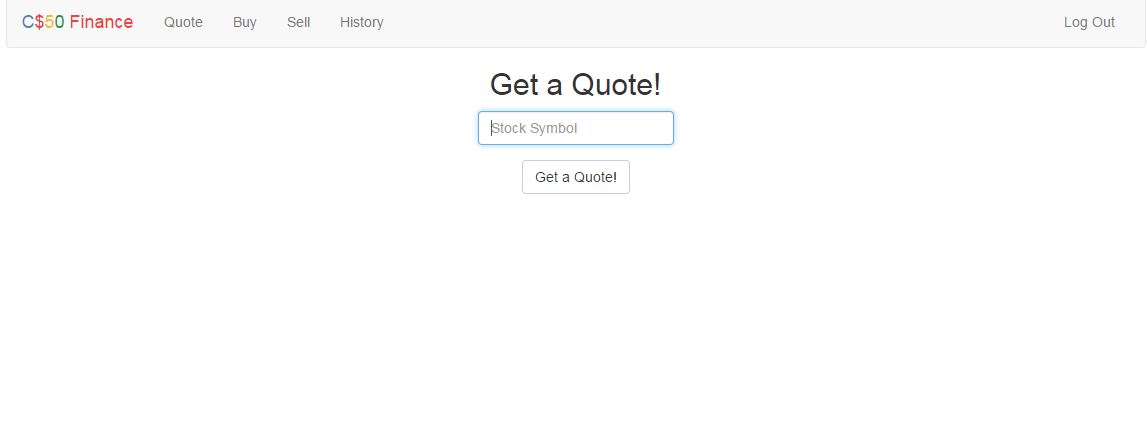 C$50 Finance Quote Buy Sell History Log Out
Get a Quote!
Stock Symbol
Get a Quote!